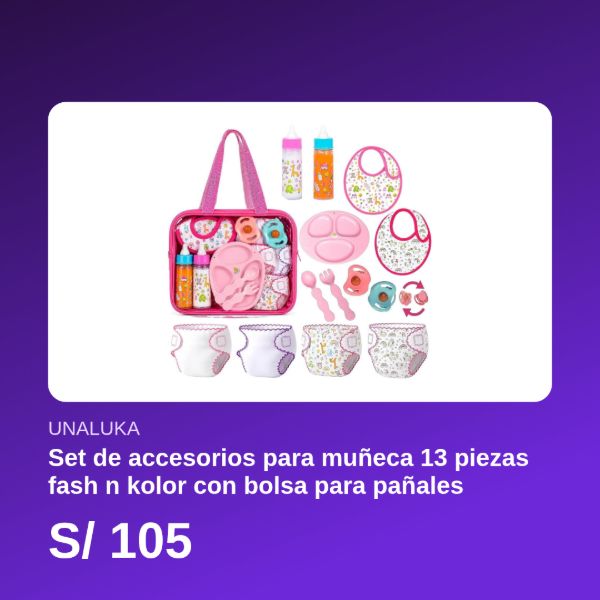 UNALUKA
Set de accesorios para muñeca 13 piezas
fash n kolor con bolsa para pañales
S/ 105